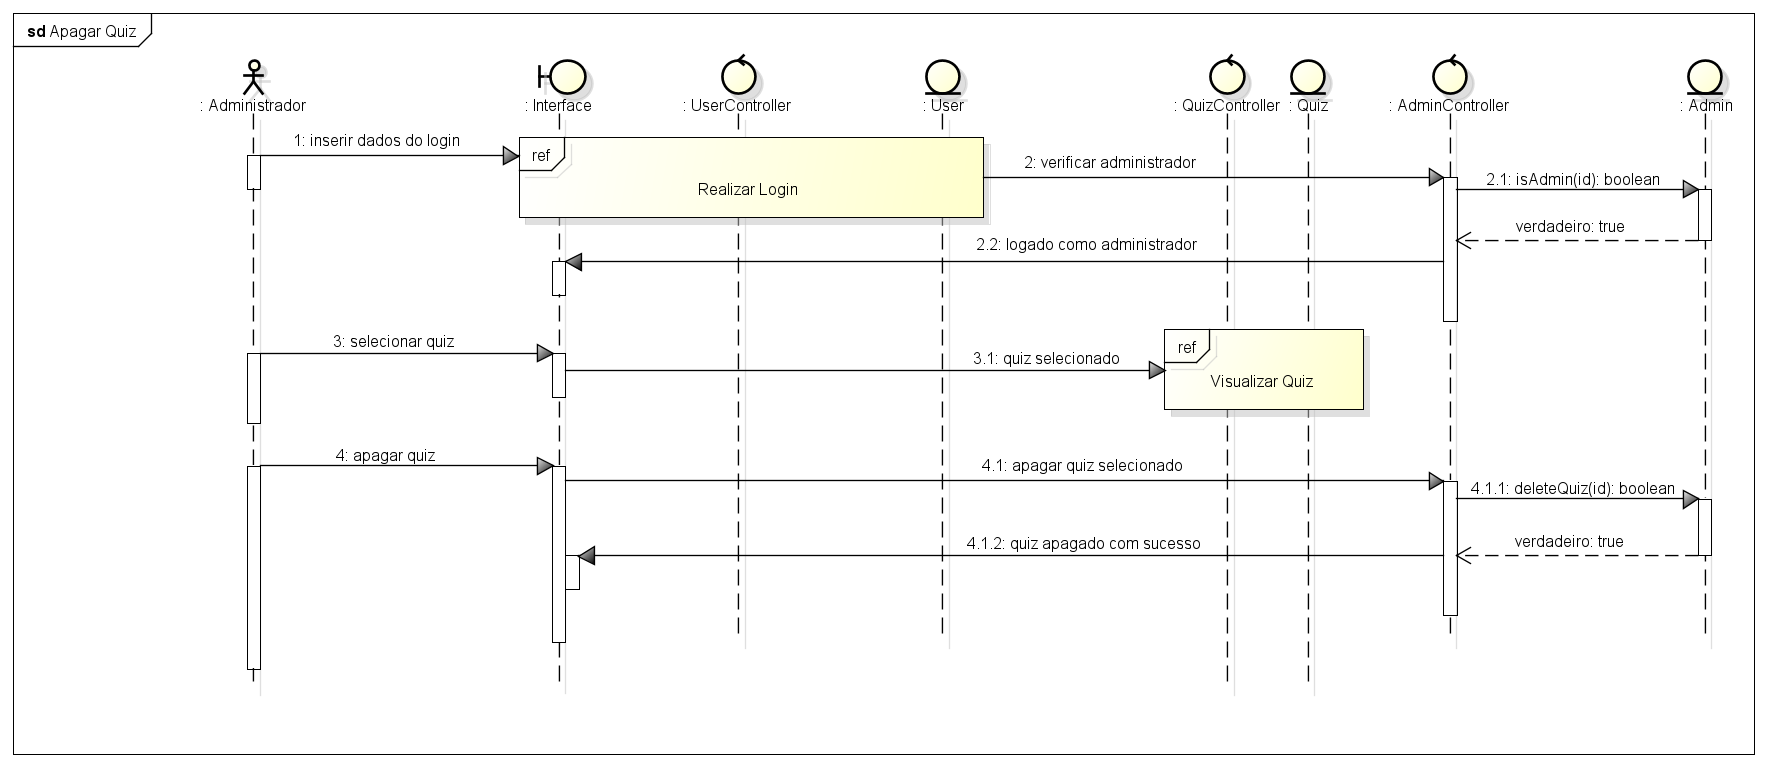 sd Apagar Quiz
: Administrador
: Interface
: UserController
: User
: QuizController
: Quiz
: AdminController
: Admin
1: inserir dados do login
ref
Realizar Login
2: verificar administrador
2.1: isAdmin(id): boolean
verdadeiro: true
2.2: logado como administrador
3: selecionar quiz
3.1: quiz selecionado
ref
Visualizar Quiz
4: apagar quiz
4.1: apagar quiz selecionado
4.1.1: deleteQuiz(id): boolean
verdadeiro: true
4.1.2: quiz apagado com sucesso